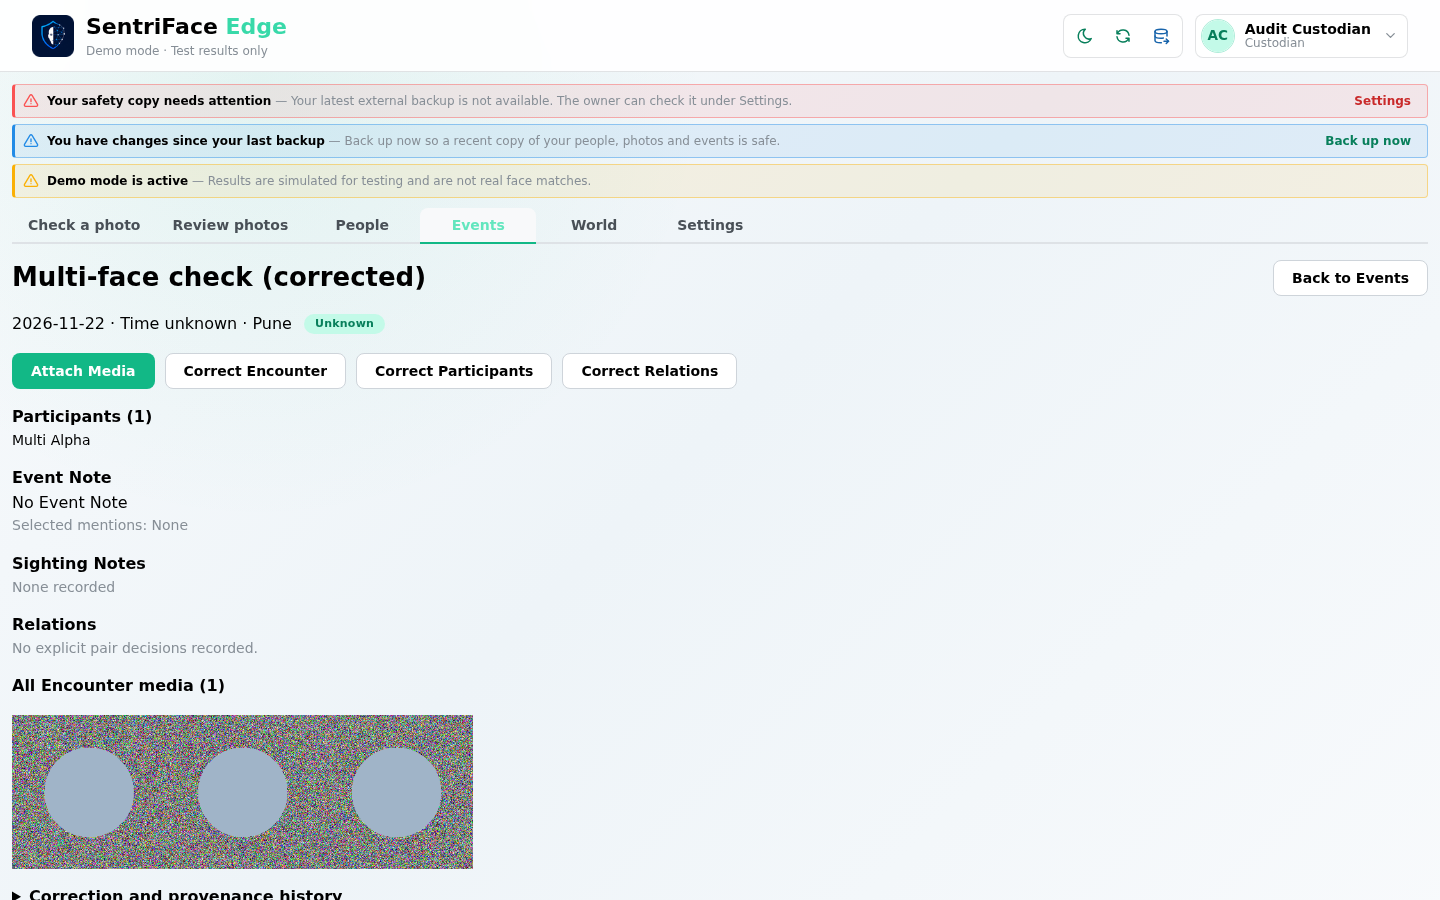 SentriFace Edge
Demo mode · Test results only
AC
Audit Custodian
Custodian
Your safety copy needs attention — Your latest external backup is not available. The owner can check it under Settings.
Settings
You have changes since your last backup — Back up now so a recent copy of your people, photos and events is safe.
Back up now
Demo mode is active — Results are simulated for testing and are not real face matches.
Check a photo
Review photos
People
Events
World
Settings
Multi-face check (corrected)
Back to Events
2026-11-22 · Time unknown · Pune
Unknown
Attach Media
Correct Encounter
Correct Participants
Correct Relations
Participants (1)
Multi Alpha
Event Note
No Event Note
Selected mentions: None
Sighting Notes
None recorded
Relations
No explicit pair decisions recorded.
All Encounter media (1)
Correction and provenance history